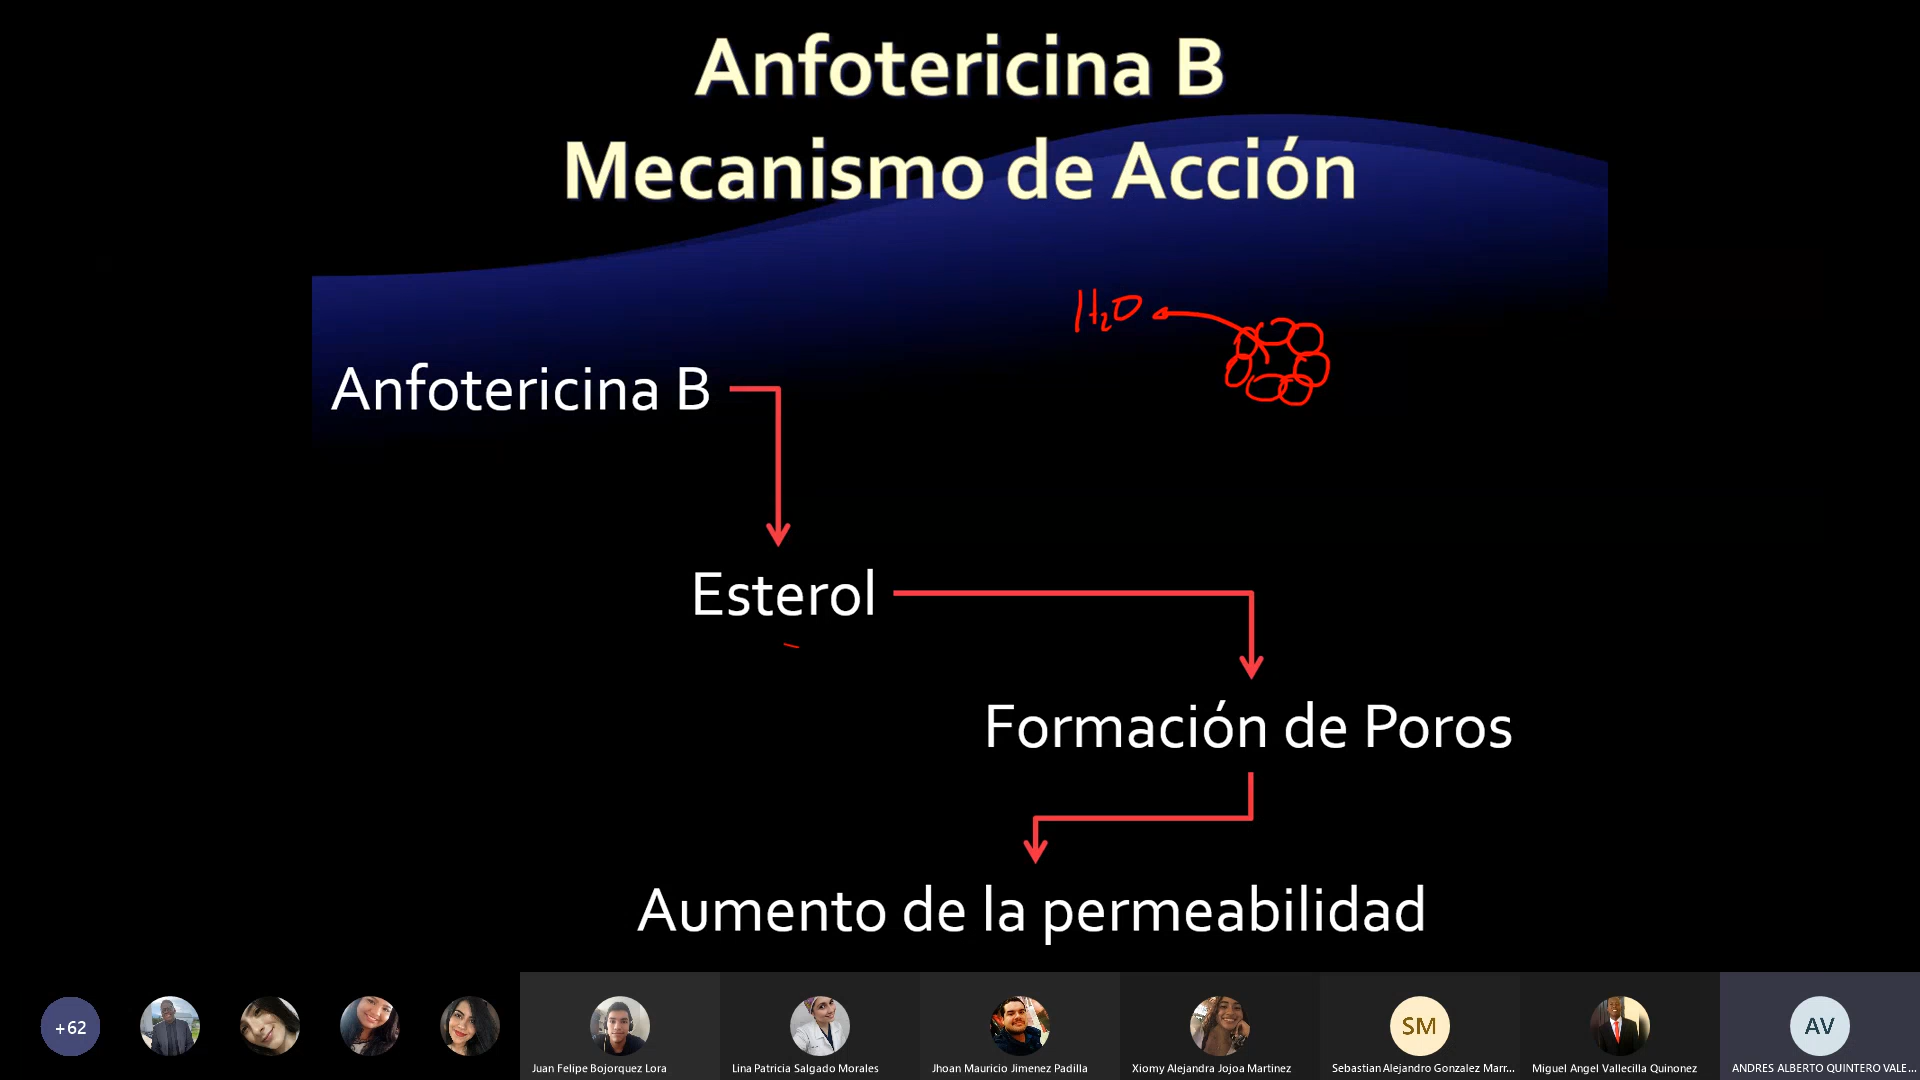 Anfotericina B
Mecanismo de Acción
H₂O
Anfotericina B
Esterol
Formación de Poros
Aumento de la permeabilidad
+62
SM
AV
Juan Felipe Bojorquez Lora
Lina Patricia Salgado Morales
Jhoan Mauricio Jimenez Padilla
Xiomy Alejandra Jojoa Martinez
Sebastian Alejandro Gonzalez Marr...
Miguel Angel Vallecilla Quinonez
ANDRES ALBERTO QUINTERO VALE...